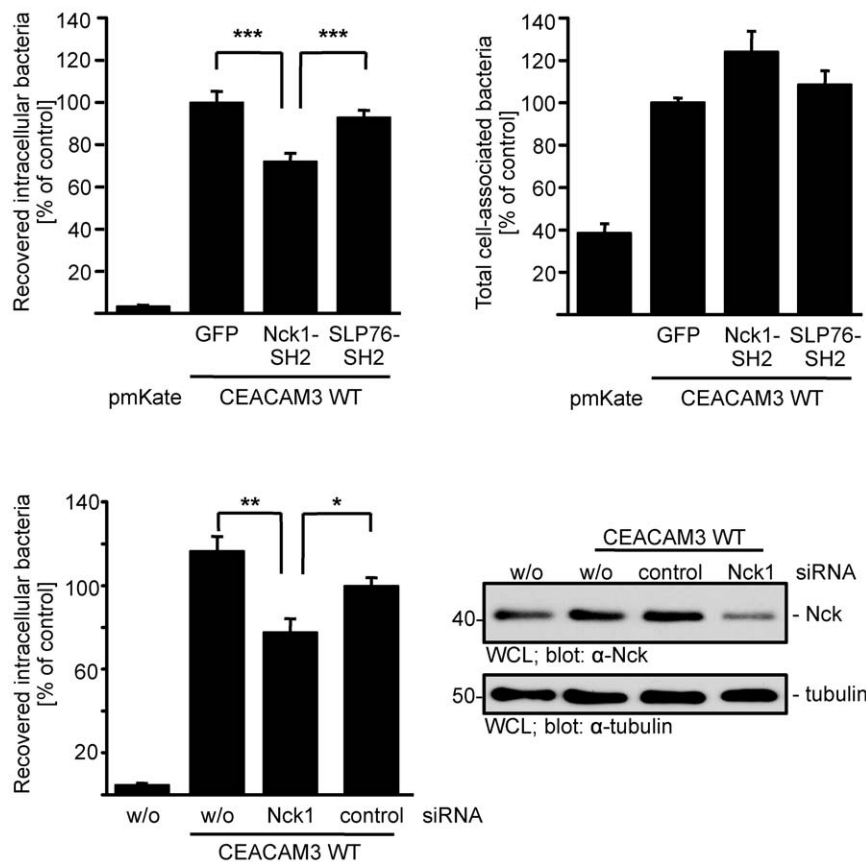 Recovered intracellular bacteria
[% of control]
140
120
100
80
60
40
20
***
***
GFP
Nck1-
SH2
SLP76-
SH2
pmKate
CEACAM3 WT
Total cell-associated bacteria
[% of control]
140
120
100
80
60
40
20
GFP
Nck1-
SH2
SLP76-
SH2
pmKate
CEACAM3 WT
Recovered intracellular bacteria
[% of control]
140
100
60
20
**
*
w/o
w/o
Nck1
control
siRNA
CEACAM3 WT
CEACAM3 WT
w/o
w/o
control
Nck1
siRNA
40-
- Nck
WCL; blot: α-Nck
50-
- tubulin
WCL; blot: α-tubulin